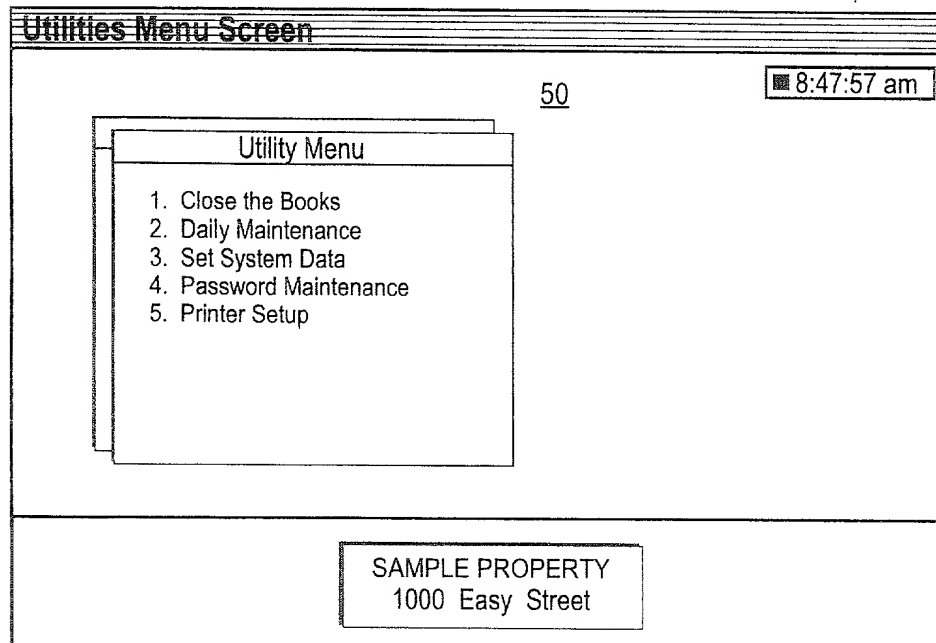 Utilities Menu Screen
50
8:47:57 am
Utility Menu
1. Close the Books
2. Daily Maintenance
3. Set System Data
4. Password Maintenance
5. Printer Setup
SAMPLE PROPERTY
1000 Easy Street